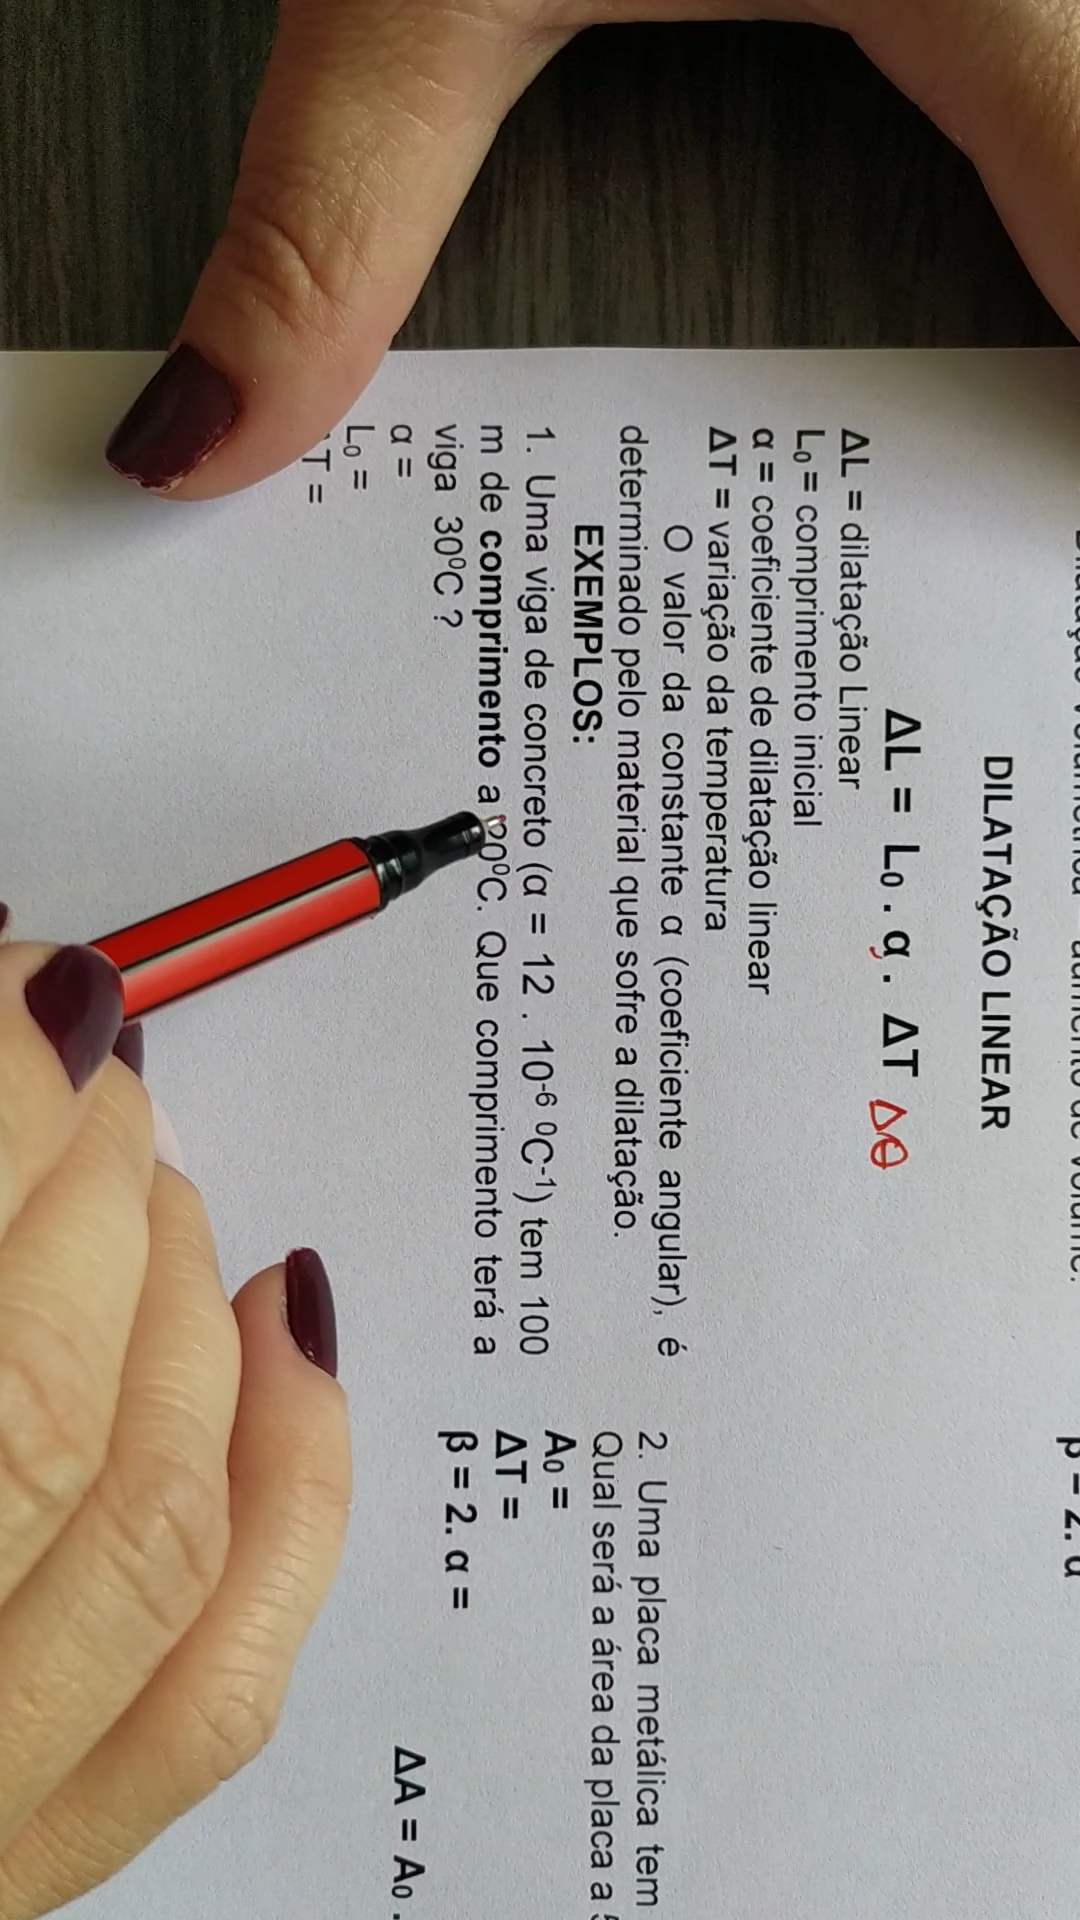 DILATAÇÃO LINEAR
ΔL = L₀ . α . ΔT Δθ
ΔL = dilatação Linear
L₀ = comprimento inicial
α = coeficiente de dilatação linear
ΔT = variação da temperatura
O valor da constante α (coeficiente angular), é
determinado pelo material que sofre a dilatação.
EXEMPLOS:
1. Uma viga de concreto (α = 12 . 10⁻⁶ ⁰C⁻¹) tem 100
m de comprimento a 20⁰C. Que comprimento terá a
viga 30⁰C ?
α =
L₀ =
T =
β = 2. α
2. Uma placa metálica tem
Qual será a área da placa a
A₀ =
ΔT =
β = 2. α =
ΔA = A₀ .